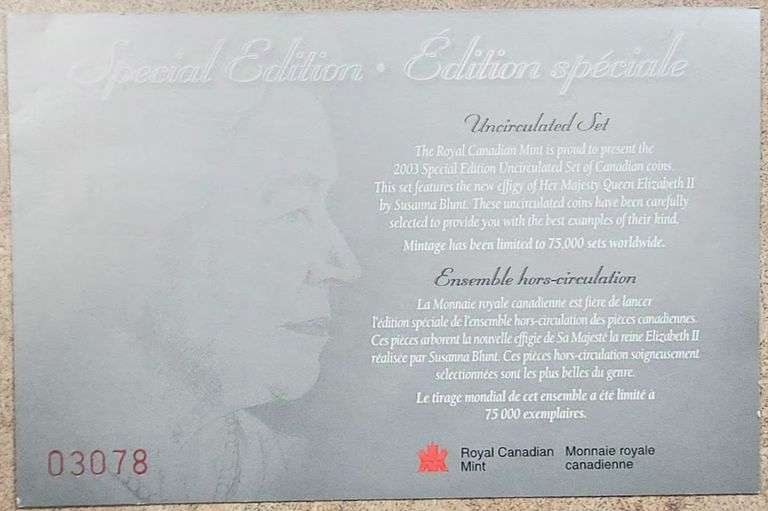 Special Edition • Édition spéciale
Uncirculated Set
The Royal Canadian Mint is proud to present the
2003 Special Edition Uncirculated Set of Canadian coins.
This set features the new effigy of Her Majesty Queen Elizabeth II
by Susanna Blunt. These uncirculated coins have been carefully
selected to provide you with the best examples of their kind.
Mintage has been limited to 75,000 sets worldwide.
Ensemble hors-circulation
La Monnaie royale canadienne est fière de lancer
l'édition spéciale de l'ensemble hors-circulation des pièces canadiennes.
Ces pièces arborent la nouvelle effigie de Sa Majesté la reine Elizabeth II
réalisée par Susanna Blunt. Ces pièces hors-circulation soigneusement
sélectionnées sont les plus belles du genre.
Le tirage mondial de cet ensemble a été limité à
75 000 exemplaires.
03078
Royal Canadian
Mint
Monnaie royale
canadienne